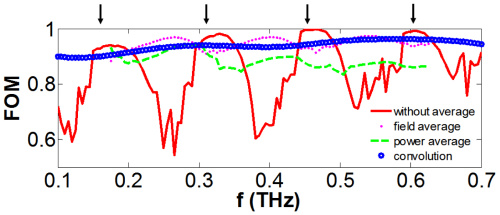 1
0.8
0.6
FOM
without average
field average
power average
convolution
0.1 0.2 0.3 0.4 0.5 0.6 0.7
f (THz)